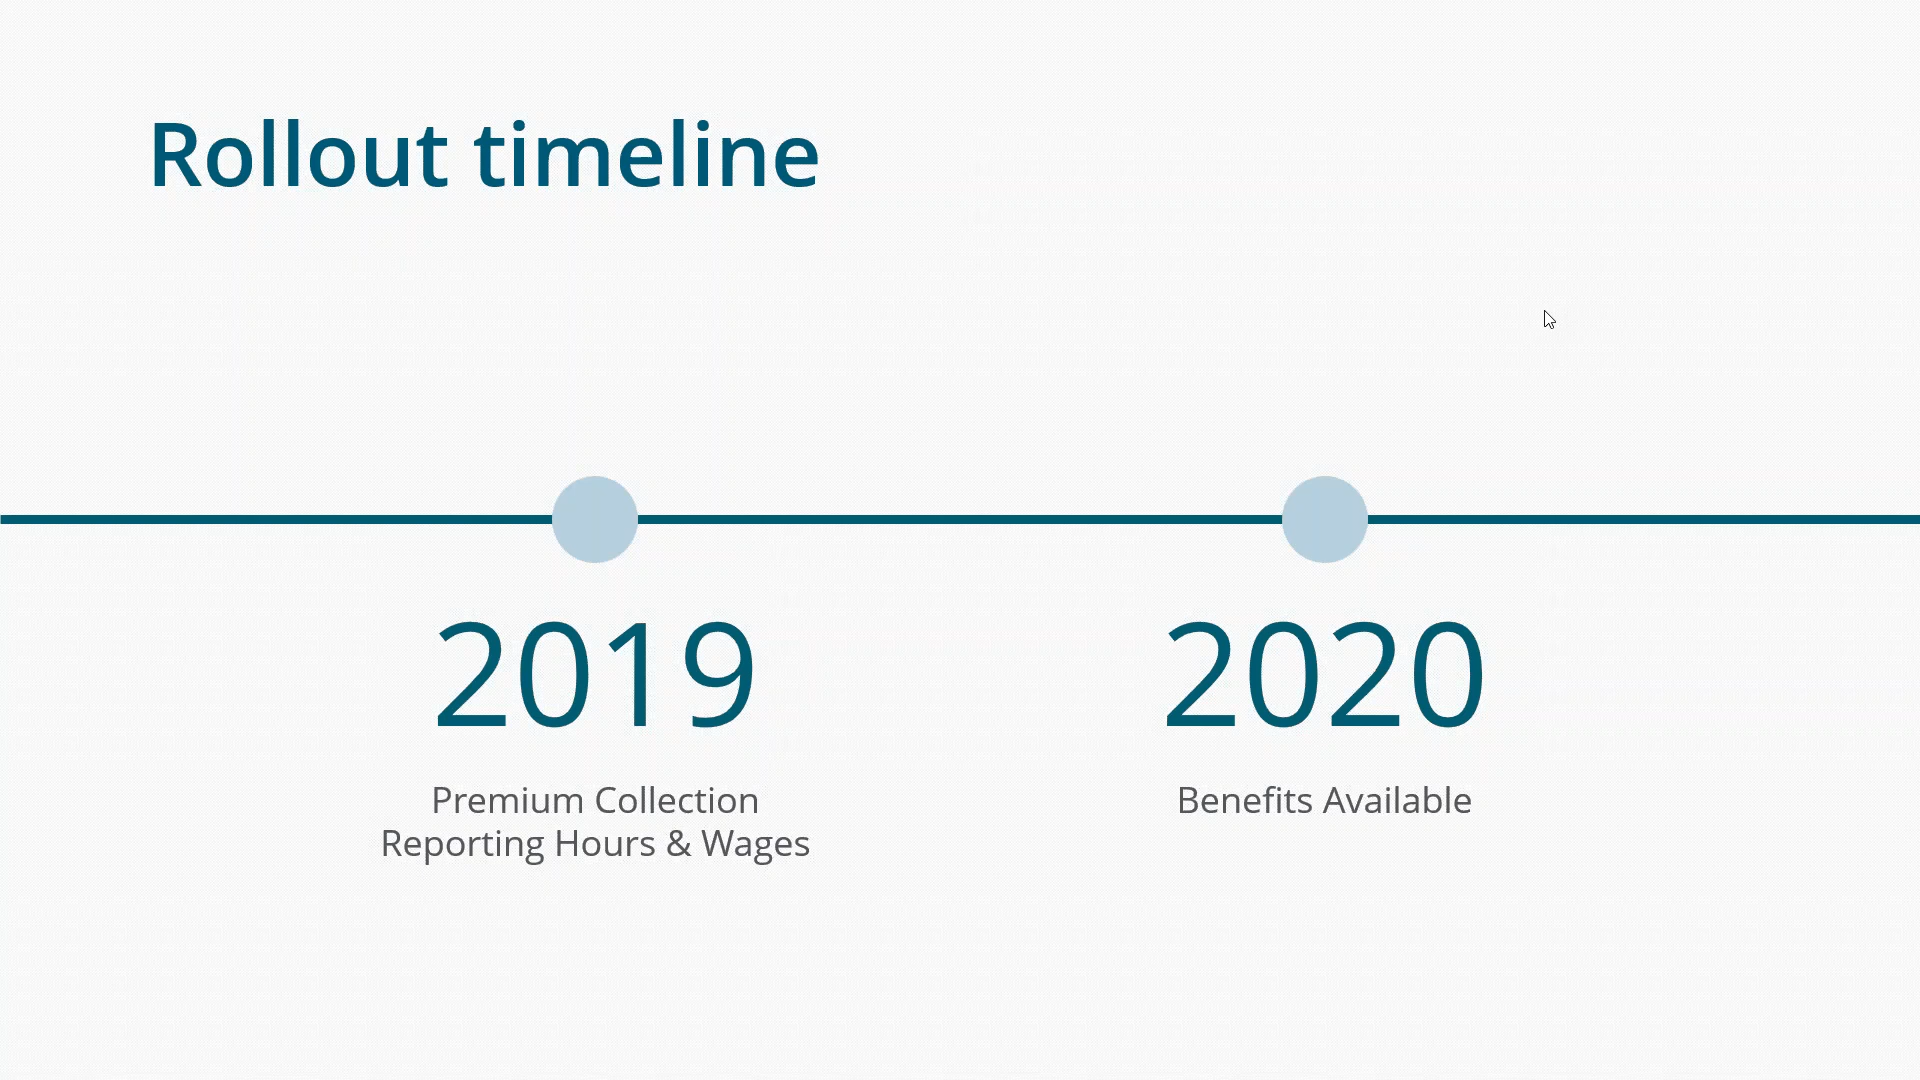 Rollout timeline
2019
Premium Collection
Reporting Hours & Wages
2020
Benefits Available